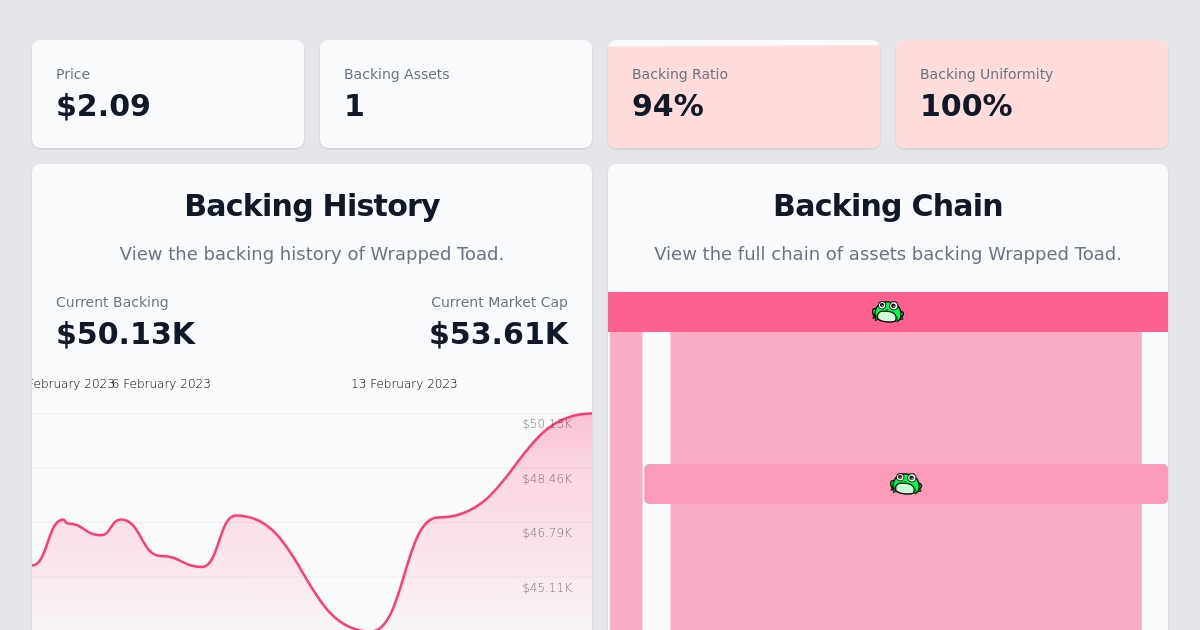 Price
$2.09
Backing Assets
1
Backing Ratio
94%
Backing Uniformity
100%
Backing History
View the backing history of Wrapped Toad.
Current Backing
$50.13K
Current Market Cap
$53.61K
February 2023
6 February 2023
13 February 2023
$50.13K
$48.46K
$46.79K
$45.11K
Backing Chain
View the full chain of assets backing Wrapped Toad.